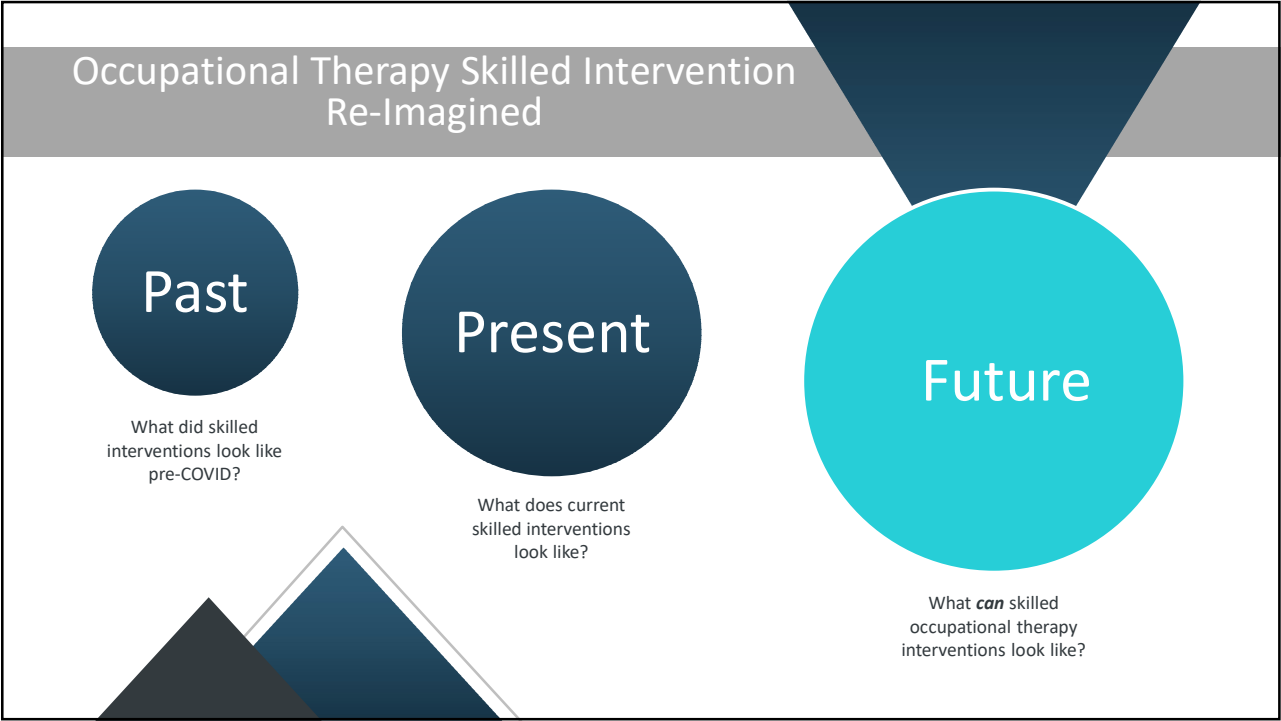 Occupational Therapy Skilled Intervention
Re-Imagined
Past
What did skilled
interventions look like
pre-COVID?
Present
What does current
skilled interventions
look like?
Future
What can skilled
occupational therapy
interventions look like?